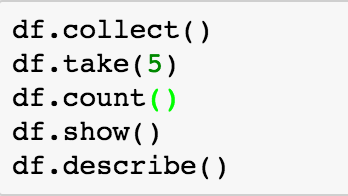 df.collect()
df.take(5)
df.count()
df.show()
df.describe()